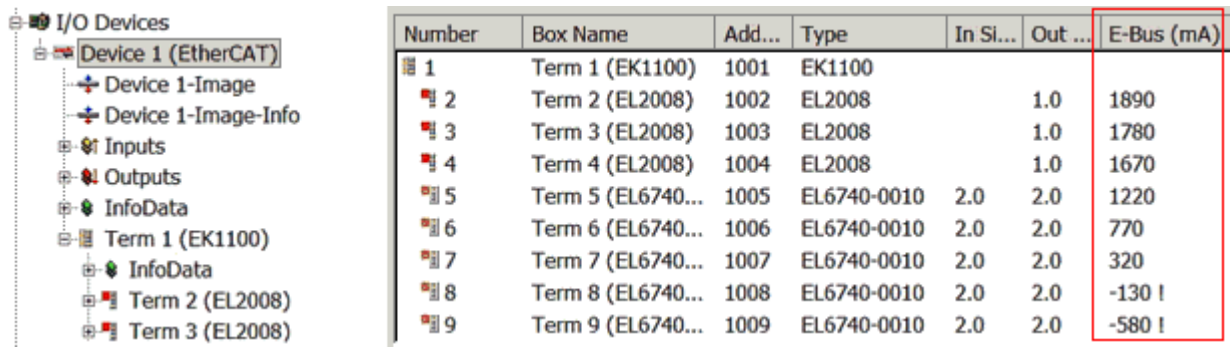 I/O Devices
Device 1 (EtherCAT)
Device 1-Image
Device 1-Image-Info
Inputs
Outputs
InfoData
Term 1 (EK1100)
InfoData
Term 2 (EL2008)
Term 3 (EL2008)
Number Box Name Add... Type In Si... Out ... E-Bus (mA)
1 Term 1 (EK1100) 1001 EK1100
2 Term 2 (EL2008) 1002 EL2008 1.0 1890
3 Term 3 (EL2008) 1003 EL2008 1.0 1780
4 Term 4 (EL2008) 1004 EL2008 1.0 1670
5 Term 5 (EL6740... 1005 EL6740-0010 2.0 2.0 1220
6 Term 6 (EL6740... 1006 EL6740-0010 2.0 2.0 770
7 Term 7 (EL6740... 1007 EL6740-0010 2.0 2.0 320
8 Term 8 (EL6740... 1008 EL6740-0010 2.0 2.0 -130 !
9 Term 9 (EL6740... 1009 EL6740-0010 2.0 2.0 -580 !